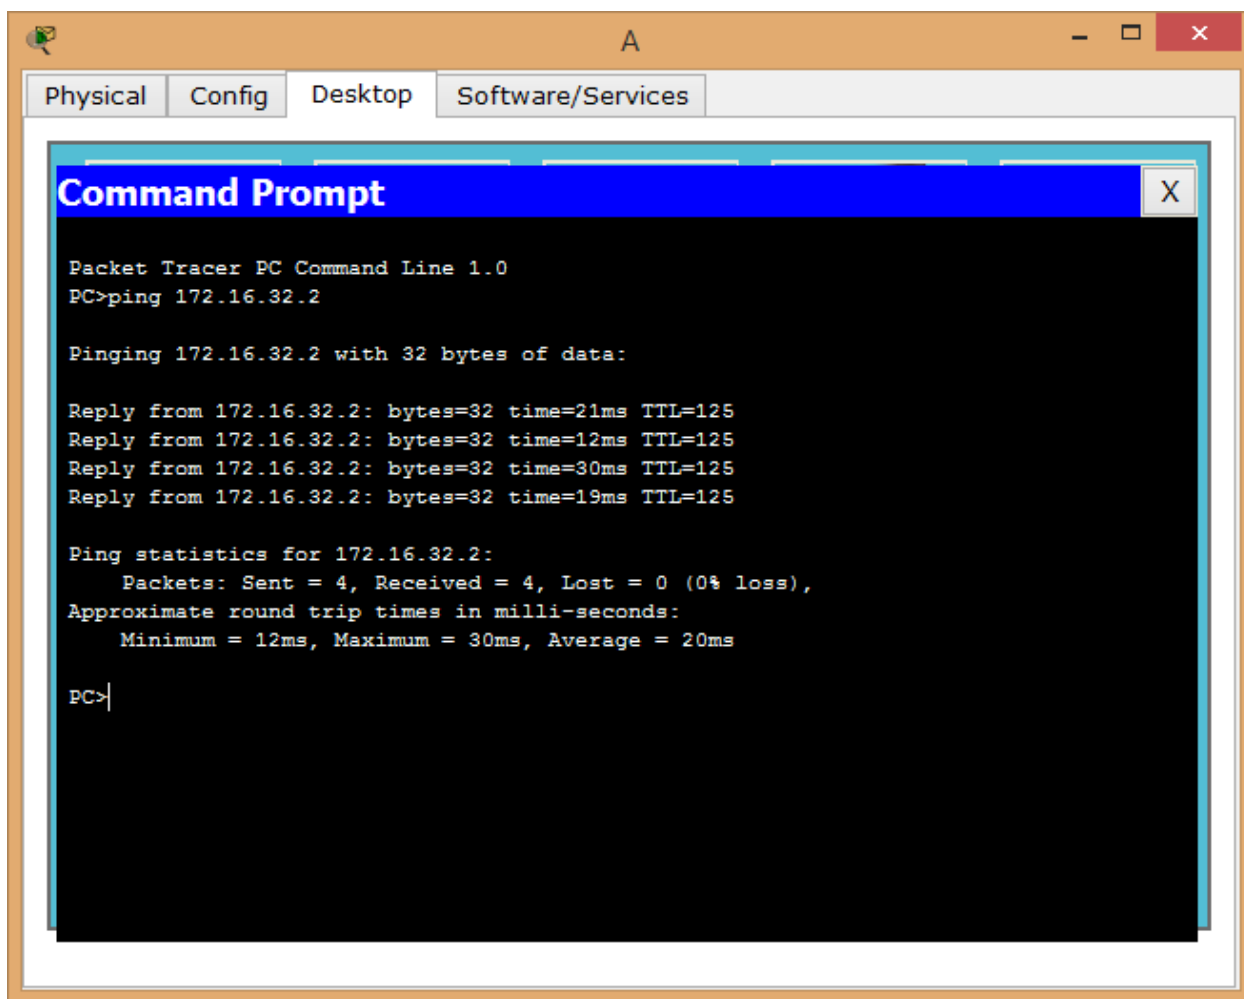 A
Physical Config Desktop Software/Services
Command Prompt X
Packet Tracer PC Command Line 1.0
PC>ping 172.16.32.2
Pinging 172.16.32.2 with 32 bytes of data:
Reply from 172.16.32.2: bytes=32 time=21ms TTL=125
Reply from 172.16.32.2: bytes=32 time=12ms TTL=125
Reply from 172.16.32.2: bytes=32 time=30ms TTL=125
Reply from 172.16.32.2: bytes=32 time=19ms TTL=125
Ping statistics for 172.16.32.2:
Packets: Sent = 4, Received = 4, Lost = 0 (0% loss),
Approximate round trip times in milli-seconds:
Minimum = 12ms, Maximum = 30ms, Average = 20ms
PC>